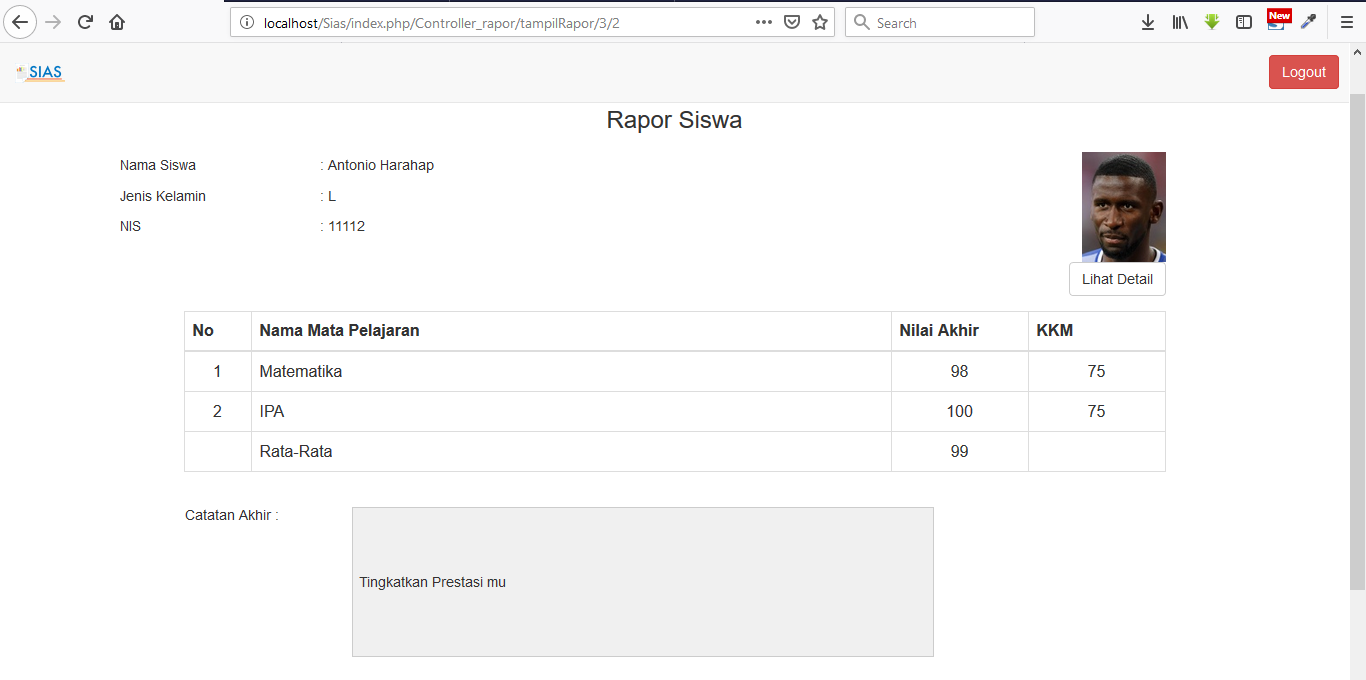 localhost/Sias/index.php/Controller_rapor/tampilRapor/3/2
Search
New
SIAS
Logout
Rapor Siswa
Nama Siswa : Antonio Harahap
Jenis Kelamin : L
NIS : 11112
Lihat Detail
No Nama Mata Pelajaran Nilai Akhir KKM
1 Matematika 98 75
2 IPA 100 75
Rata-Rata 99
Catatan Akhir :
Tingkatkan Prestasi mu